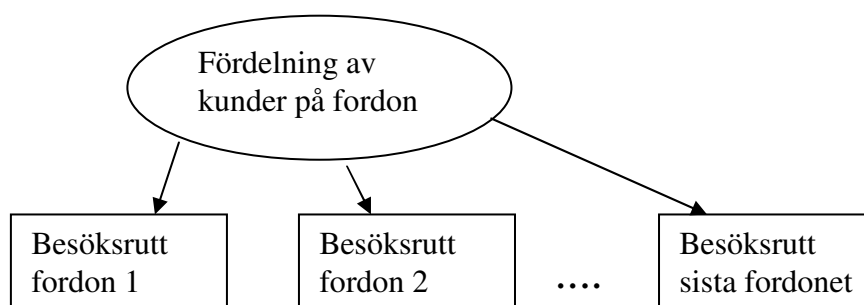 Fördelning av
kunder på fordon
Besöksrutt
fordon 1
Besöksrutt
fordon 2
....
Besöksrutt
sista fordonet